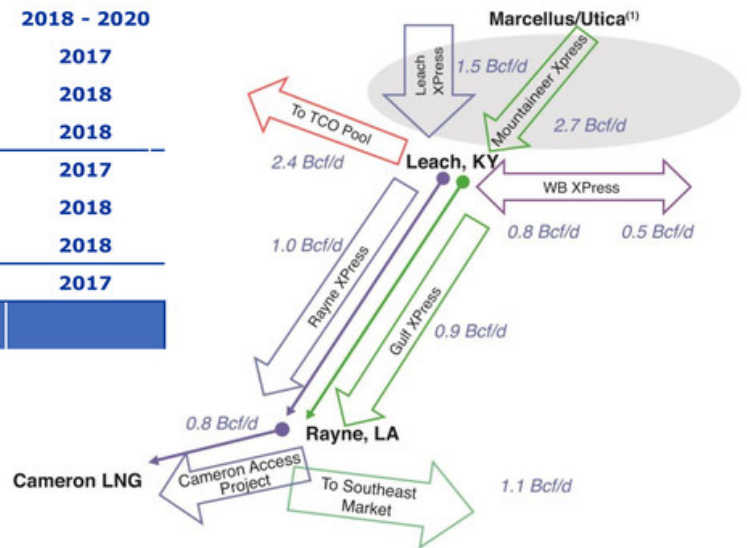 2018 - 2020
2017
2018
2018
2017
2018
2018
2017
Marcellus/Utica(1)
Leach
XPress
1.5 Bcf/d
Mountaineer Xpress
2.7 Bcf/d
To TCO Pool
2.4 Bcf/d
Leach, KY
WB XPress
0.8 Bcf/d
0.5 Bcf/d
1.0 Bcf/d
Rayne XPress
Gulf XPress
0.9 Bcf/d
0.8 Bcf/d
Rayne, LA
Cameron LNG
Cameron Access
Project
To Southeast
Market
1.1 Bcf/d